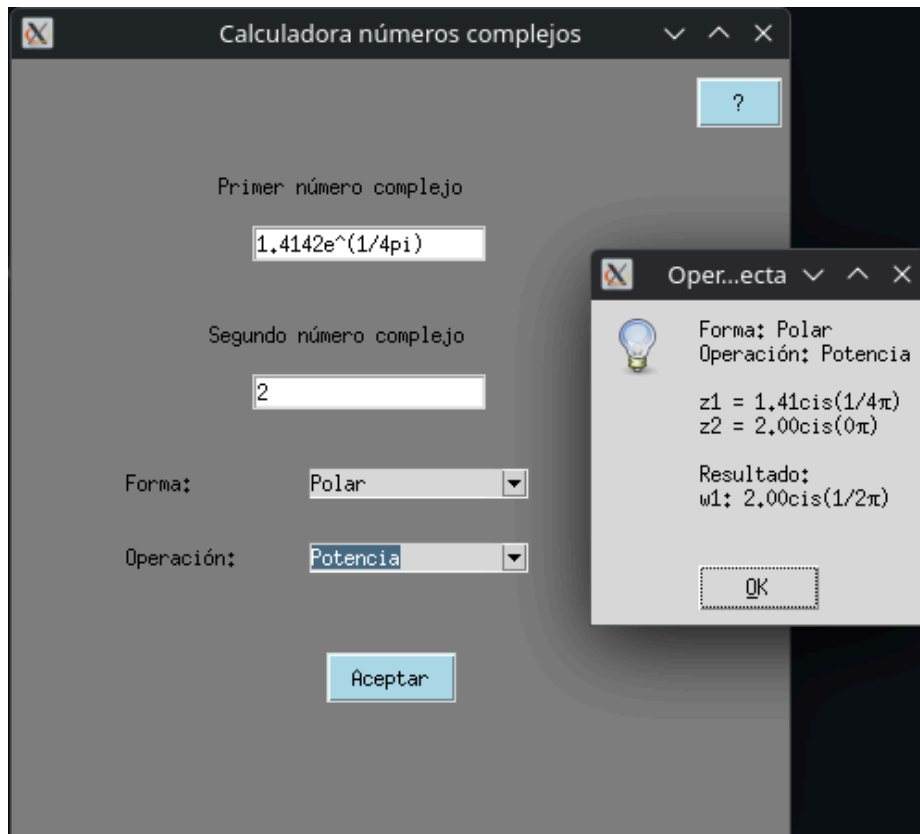 Calculadora números complejos
?
Primer número complejo
1.4142e^(1/4pi)
Segundo número complejo
2
Forma: Polar
Operación: Potencia
Aceptar
Oper...ecta
Forma: Polar
Operación: Potencia
z1 = 1.41cis(1/4π)
z2 = 2.00cis(0π)
Resultado:
w1: 2.00cis(1/2π)
OK